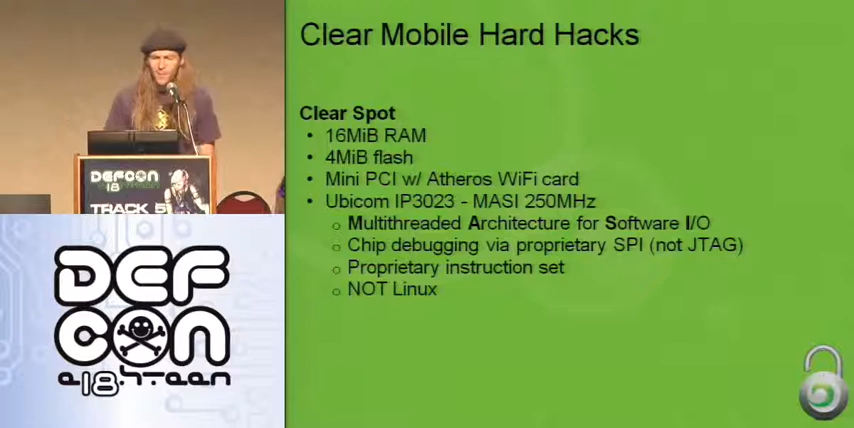 Clear Mobile Hard Hacks
Clear Spot
• 16MiB RAM
• 4MiB flash
• Mini PCI w/ Atheros WiFi card
• Ubicom IP3023 - MASI 250MHz
o Multithreaded Architecture for Software I/O
o Chip debugging via proprietary SPI (not JTAG)
o Proprietary instruction set
o NOT Linux
DEFCON
18
TRACK 5
DEF
CON
e18hteen